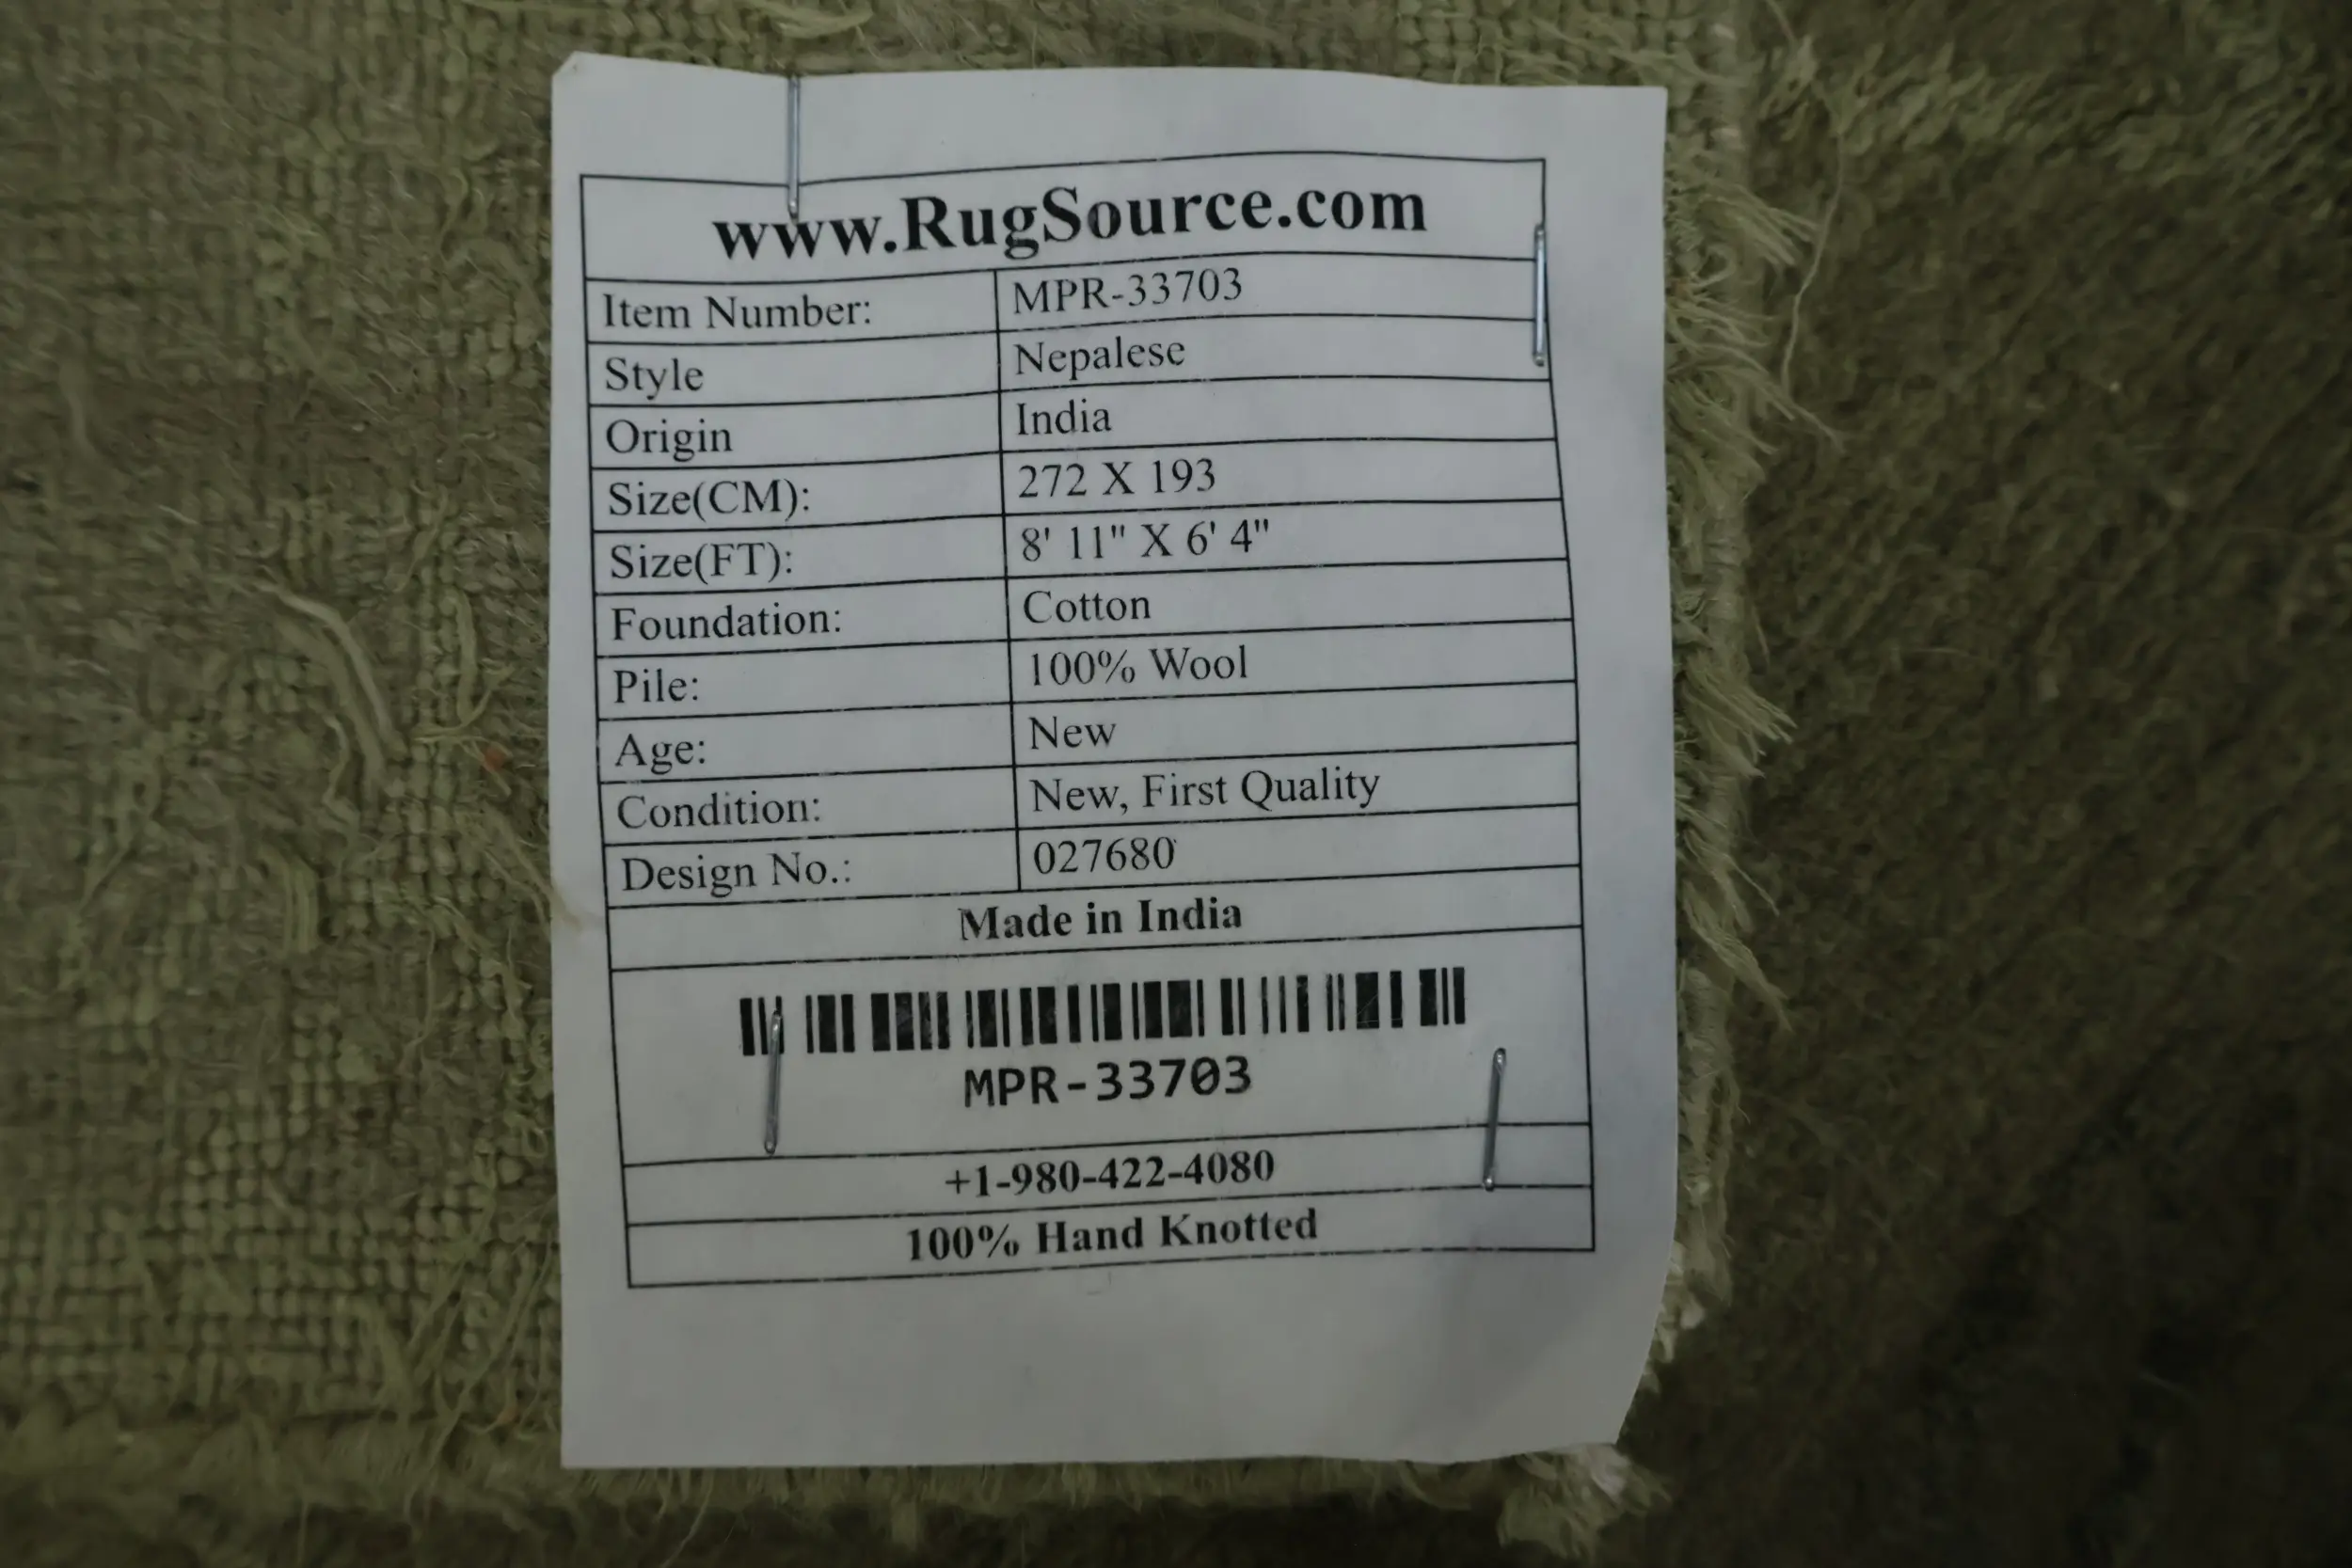 www.RugSource.com
Item Number: MPR-33703
Style Nepalese
Origin India
Size(CM): 272 X 193
Size(FT): 8' 11" X 6' 4"
Foundation: Cotton
Pile: 100% Wool
Age: New
Condition: New, First Quality
Design No.: 027680
Made in India
MPR-33703
+1-980-422-4080
100% Hand Knotted